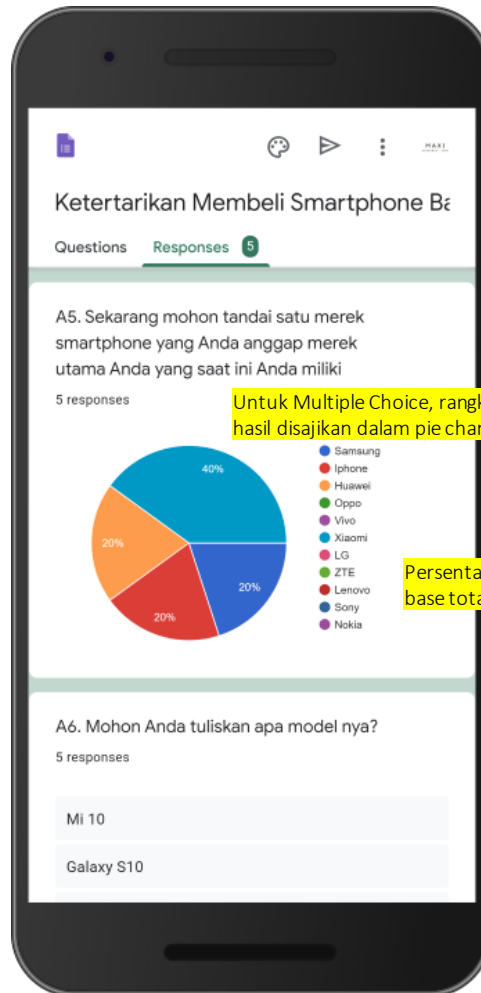 MAXI
Ketertarikan Membeli Smartphone Ba
Questions Responses 5
A5. Sekarang mohon tandai satu merek
smartphone yang Anda anggap merek
utama Anda yang saat ini Anda miliki
5 responses
Untuk Multiple Choice, rangk
hasil disajikan dalam pie char
40%
20%
20%
20%
Samsung
Iphone
Huawei
Oppo
Vivo
Xiaomi
LG
ZTE
Lenovo
Sony
Nokia
Persenta
base tota
A6. Mohon Anda tuliskan apa model nya?
5 responses
Mi 10
Galaxy S10